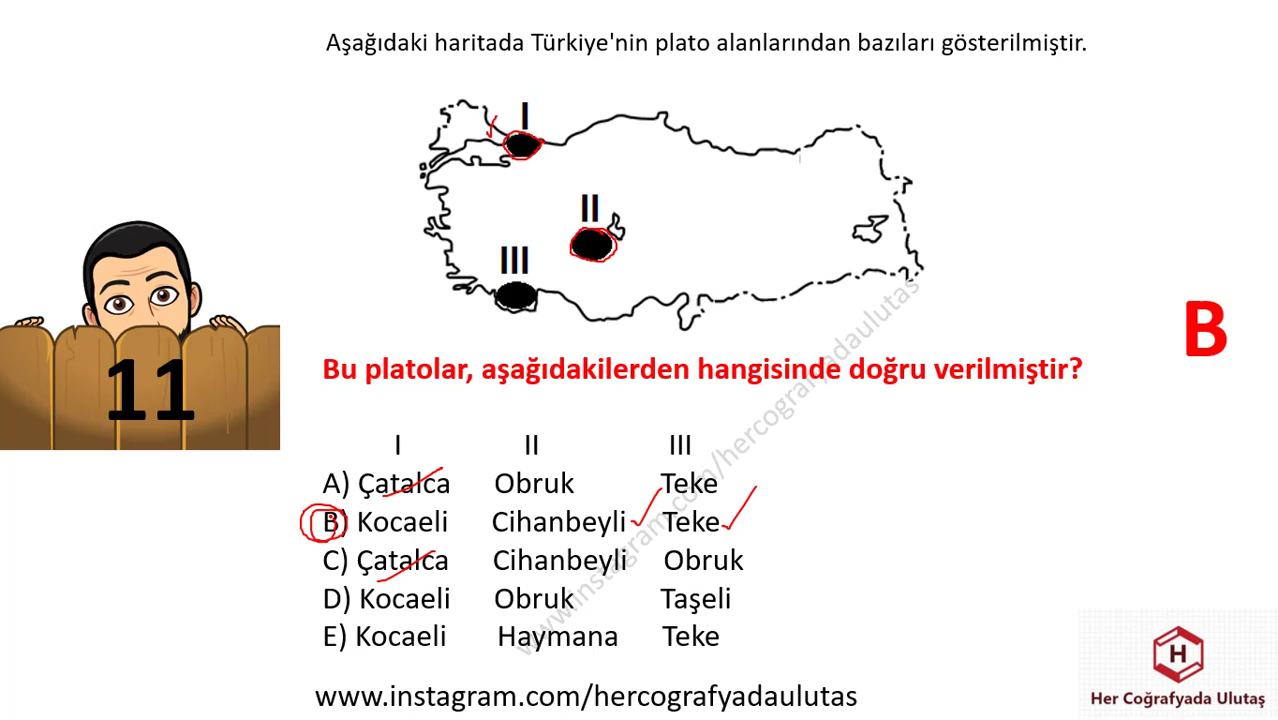 Aşağıdaki haritada Türkiye'nin plato alanlarından bazıları gösterilmiştir.
I
II
III
11
B
Bu platolar, aşağıdakilerden hangisinde doğru verilmiştir?
I II III
A) Çatalca Obruk Teke
B) Kocaeli Cihanbeyli Teke
C) Çatalca Cihanbeyli Obruk
D) Kocaeli Obruk Taşeli
E) Kocaeli Haymana Teke
www.instagram.com/hercografyadaulutas
www.instagram.com/hercografyadaulutas
H
Her Coğrafyada Ulutaş